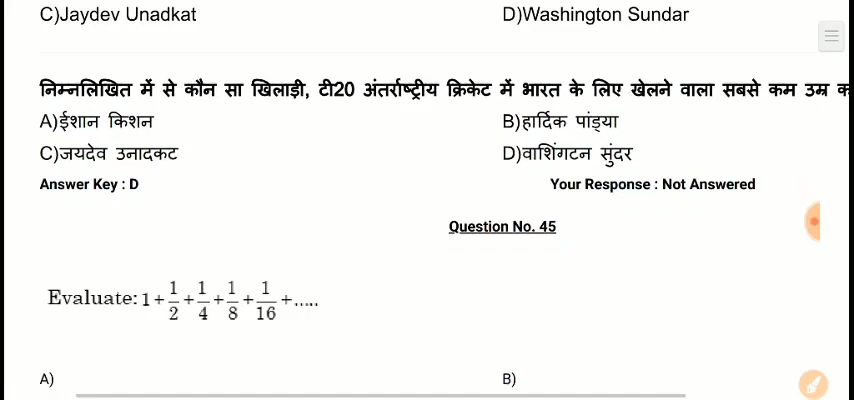 C)Jaydev Unadkat D)Washington Sundar
निम्नलिखित में से कौन सा खिलाड़ी, टी20 अंतर्राष्ट्रीय क्रिकेट में भारत के लिए खेलने वाला सबसे कम उम्र
A)ईशान किशन B)हार्दिक पांड्या
C)जयदेव उनादकट D)वाशिंगटन सुंदर
Answer Key : D Your Response : Not Answered
Question No. 45
Evaluate: 1 + 1/2 + 1/4 + 1/8 + 1/16 + .....
A) B)